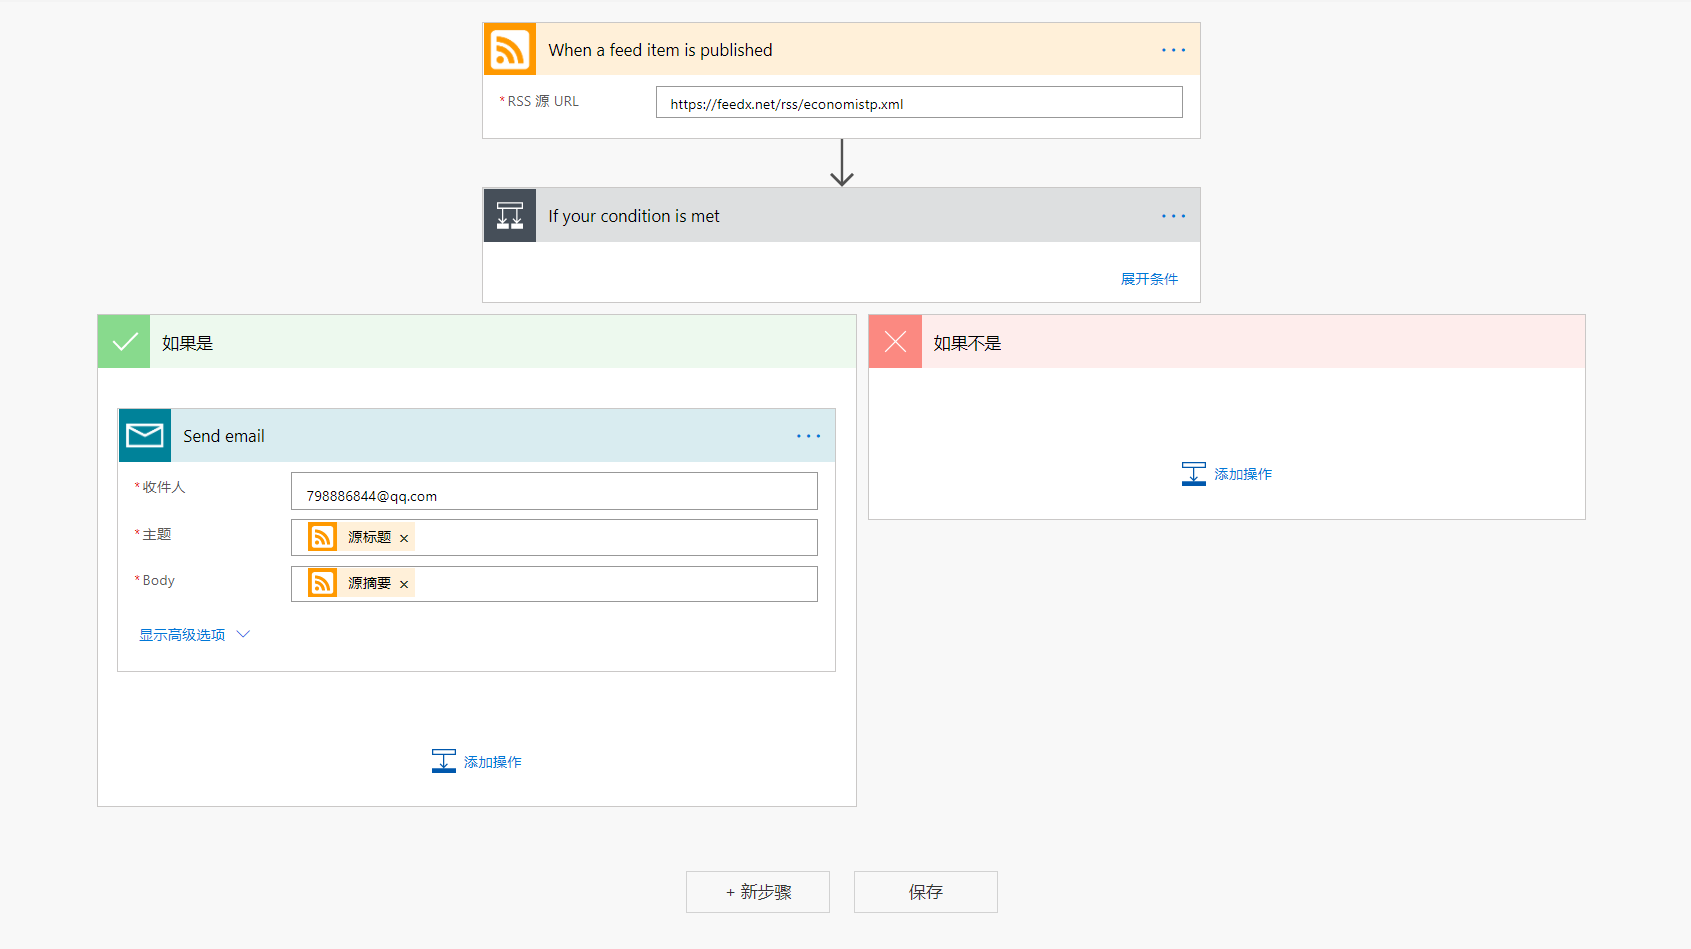 When a feed item is published
*RSS 源 URL
https://feedx.net/rss/economistp.xml
If your condition is met
展开条件
如果是
如果不是
Send email
*收件人
798886844@qq.com
*主题
源标题 ×
*Body
源摘要 ×
显示高级选项
添加操作
添加操作
+ 新步骤
保存